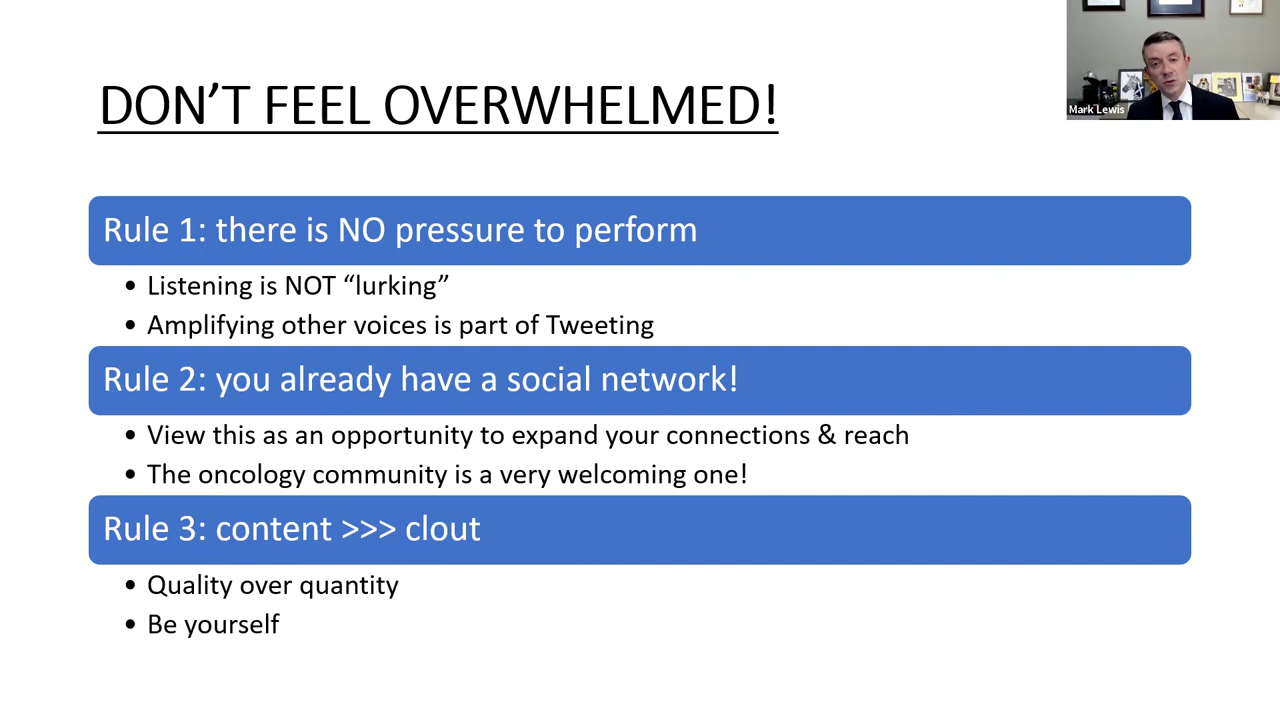 DON’T FEEL OVERWHELMED!
Mark Lewis
Rule 1: there is NO pressure to perform
• Listening is NOT “lurking”
• Amplifying other voices is part of Tweeting
Rule 2: you already have a social network!
• View this as an opportunity to expand your connections & reach
• The oncology community is a very welcoming one!
Rule 3: content >>> clout
• Quality over quantity
• Be yourself